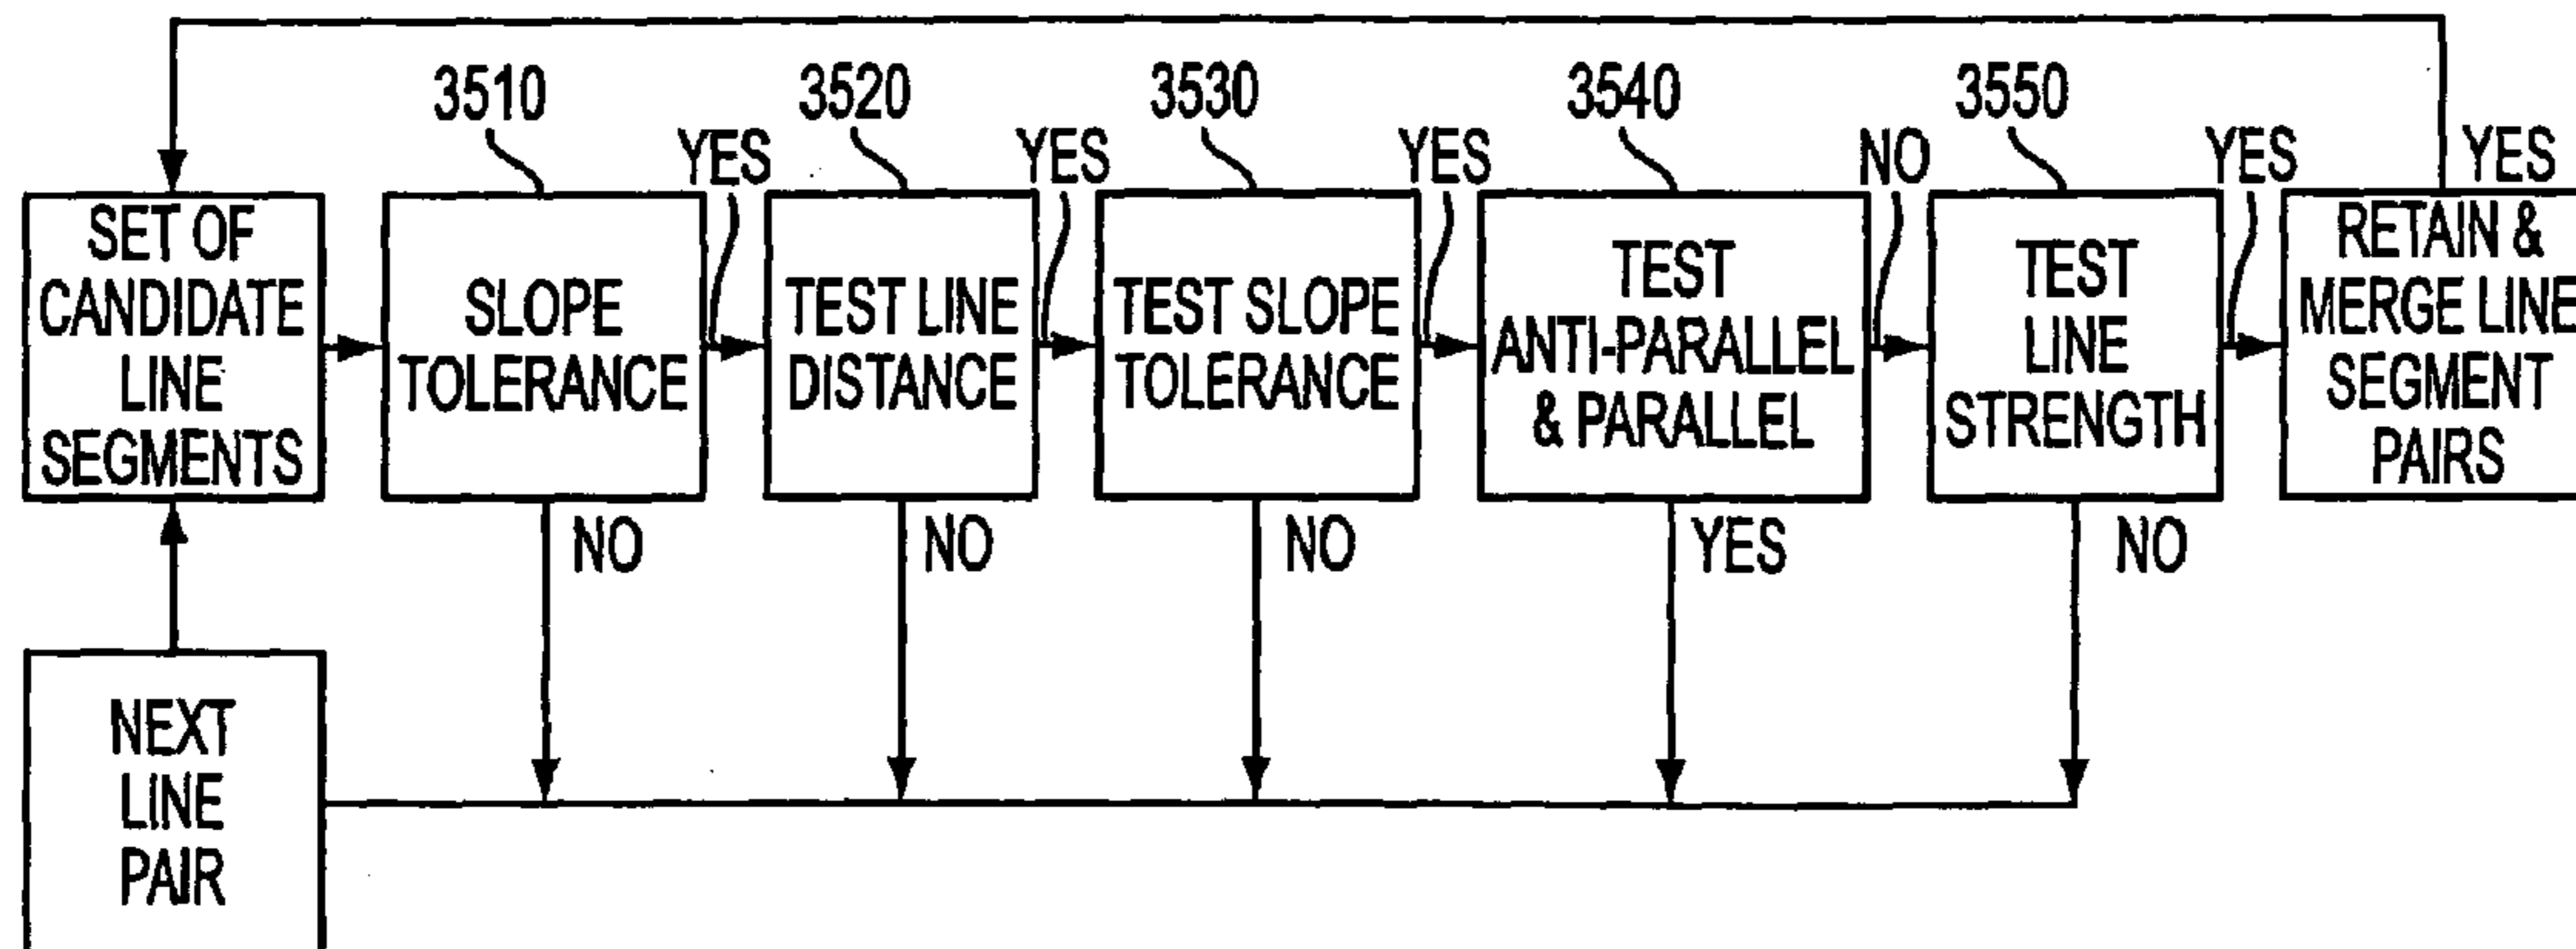 3510
3520
3530
3540
3550
YES
YES
YES
NO
YES
YES
SET OF
CANDIDATE
LINE
SEGMENTS
SLOPE
TOLERANCE
TEST LINE
DISTANCE
TEST SLOPE
TOLERANCE
TEST
ANTI-PARALLEL
& PARALLEL
TEST
LINE
STRENGTH
RETAIN &
MERGE LINE
SEGMENT
PAIRS
NO
NO
NO
YES
NO
NEXT
LINE
PAIR